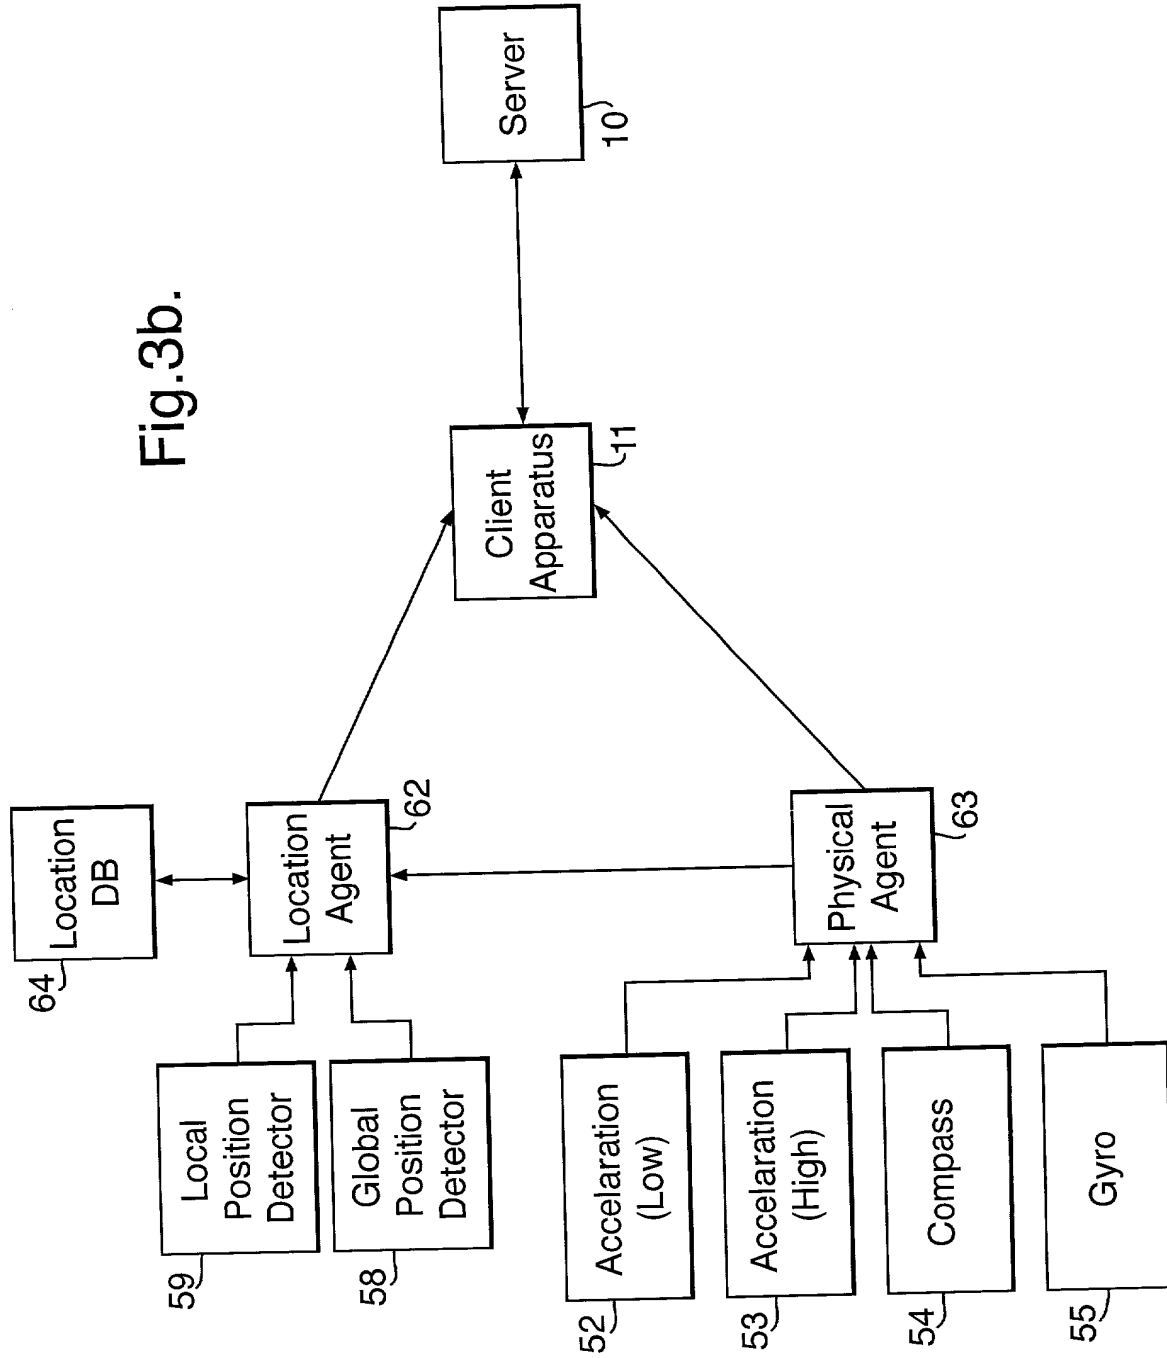 Fig.3b.
Location
DB
64
Local
Position
Detector
59
Global
Position
Detector
58
Location
Agent
62
Client
Apparatus
11
Server
10
Accelaration
(Low)
52
Accelaration
(High)
53
Compass
54
Gyro
55
Physical
Agent
63